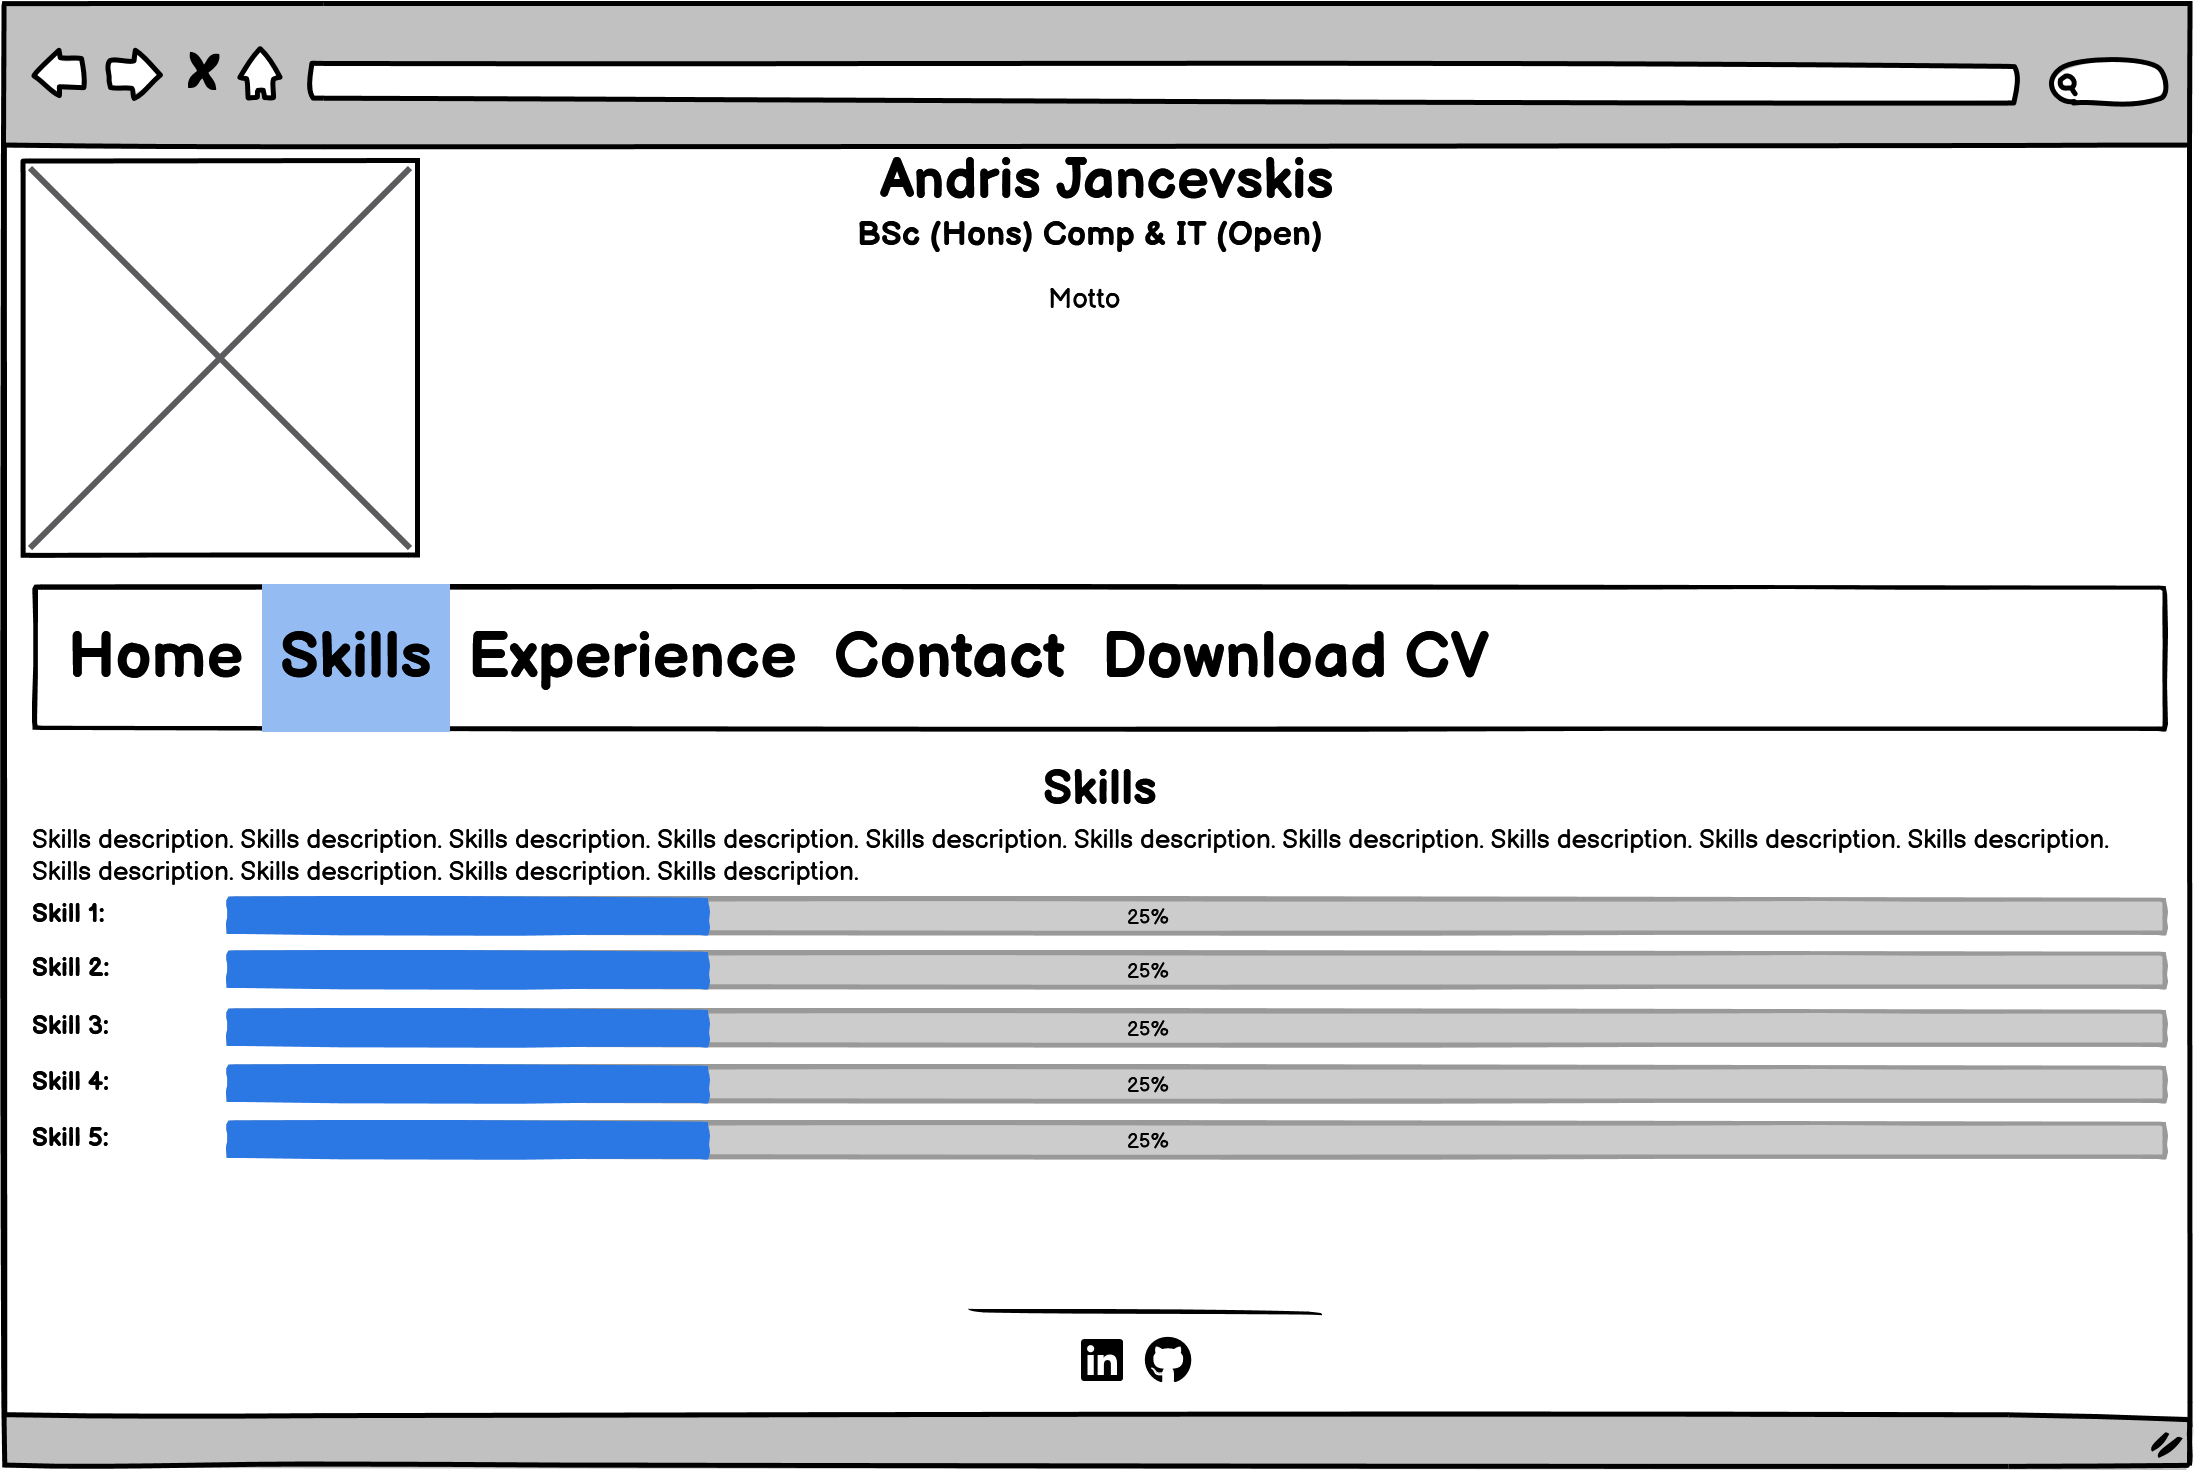 Andris Jancevskis
BSc (Hons) Comp & IT (Open)
Motto
Home Skills Experience Contact Download CV
Skills
Skills description. Skills description. Skills description. Skills description. Skills description. Skills description. Skills description. Skills description. Skills description. Skills description.
Skills description. Skills description. Skills description. Skills description.
Skill 1: 25%
Skill 2: 25%
Skill 3: 25%
Skill 4: 25%
Skill 5: 25%
in